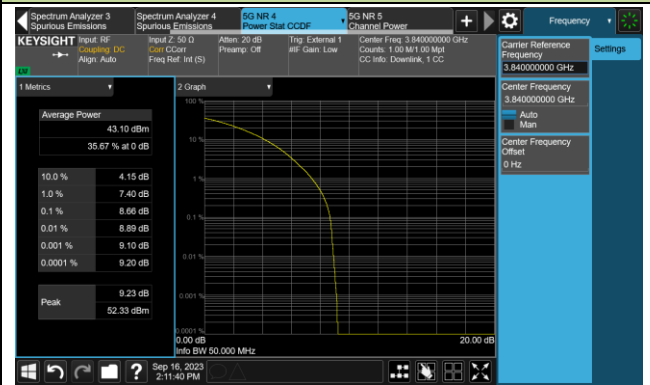 Spectrum Analyzer 3
Spurious Emissions
Spectrum Analyzer 4
Spurious Emissions
5G NR 4
Power Stat CCDF
5G NR 5
Channel Power
Frequency
KEYSIGHT
Input: RF
Coupling: DC
Align: Auto
Input Z: 50 Ω
Corr CCorr
Freq Ref: Int (S)
Atten: 20 dB
Preamp: Off
Trig: External 1
#IF Gain: Low
Center Freq: 3.840000000 GHz
Counts: 1.00 M/1.00 Mpt
CC Info: Downlink, 1 CC
Carrier Reference
Frequency
3.840000000 GHz
Settings
Center Frequency
3.840000000 GHz
Auto
Man
Center Frequency
Offset
0 Hz
1 Metrics
Average Power
43.10 dBm
35.67 % at 0 dB
10.0 % 4.15 dB
1.0 % 7.40 dB
0.1 % 8.66 dB
0.01 % 8.89 dB
0.001 % 9.10 dB
0.0001 % 9.20 dB
Peak
9.23 dB
52.33 dBm
2 Graph
100 %
10 %
1 %
0.1 %
0.01 %
0.001 %
0.0001 %
0.00 dB
20.00 dB
Info BW 50.000 MHz
Sep 16, 2023
2:11:40 PM